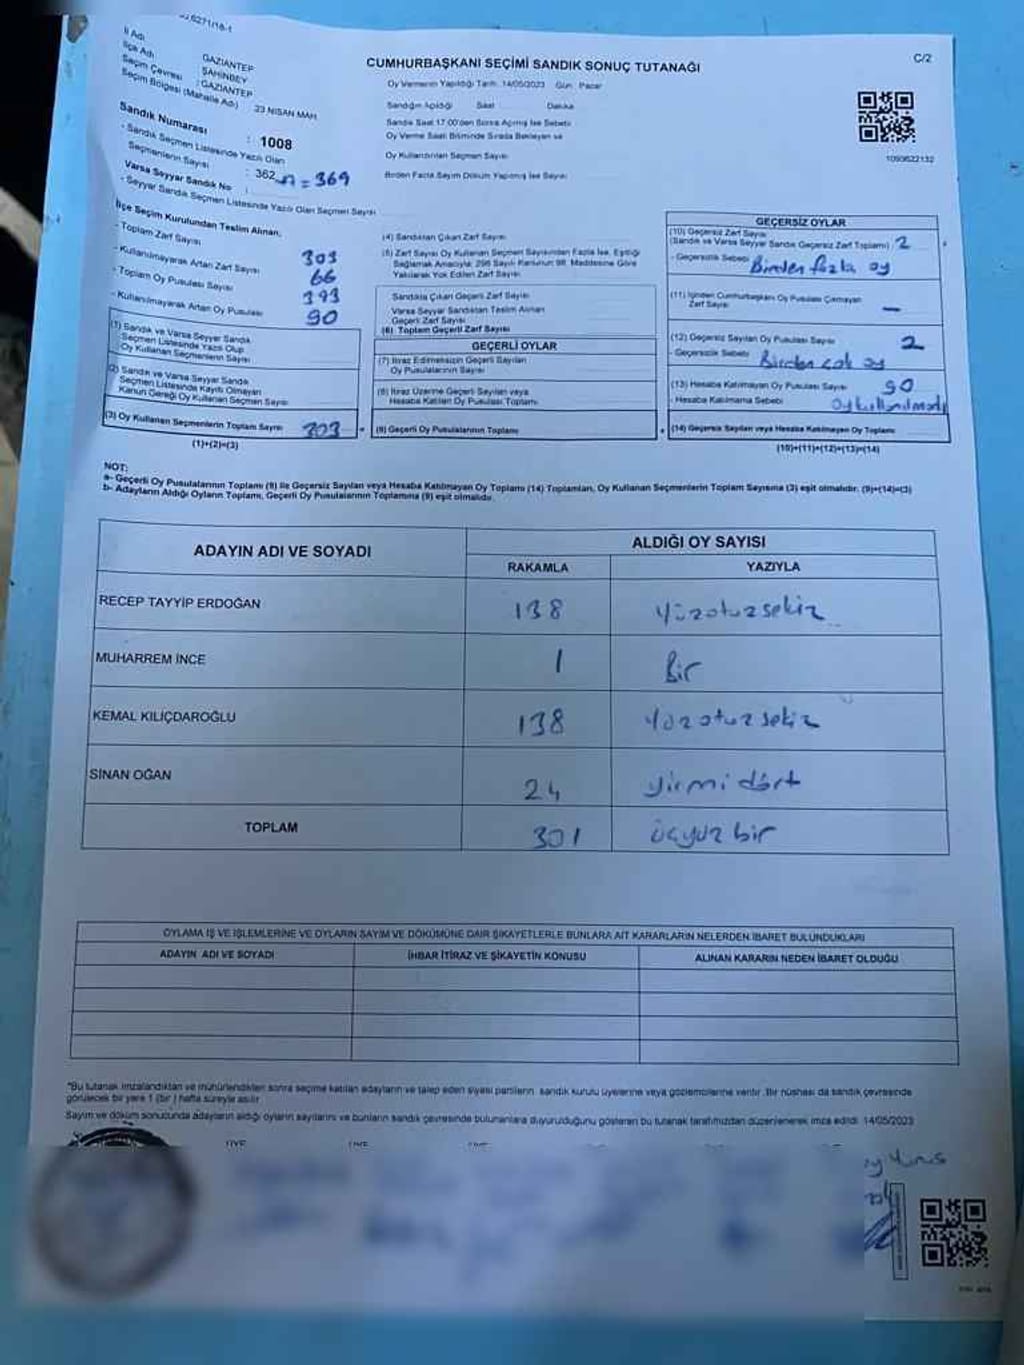 6271/16-1
C/2
İl Adı
İlçe Adı GAZİANTEP
Seçim Çevresi ŞAHİNBEY
Seçim Bölgesi (Mahalle Adı) : GAZİANTEP
23 NİSAN MAH.
Sandık Numarası : 1008
- Sandık Seçmen Listesinde Yazılı Olan
Seçmenlerin Sayısı : 362 = 369
Varsa Seyyar Sandık No :
- Seyyar Sandık Seçmen Listesinde Yazılı Olan Seçmen Sayısı
CUMHURBAŞKANI SEÇİMİ SANDIK SONUÇ TUTANAĞI
Oy Vermenin Yapıldığı Tarih: 14/05/2023 Gün: Pazar
Sandığın Açıldığı Saat Dakika
Sandık Saat 17:00'den Sonra Açılmış İse Sebebi
Oy Verme Saati Bitiminde Sırada Bekleyen ve
Oy Kullandırılan Seçmen Sayısı
Birden Fazla Sayım Döküm Yapılmış İse Sayısı
1093622132
İlçe Seçim Kurulundan Teslim Alınan;
- Toplam Zarf Sayısı 303
- Kullanılmayarak Artan Zarf Sayısı 66
- Toplam Oy Pusulası Sayısı 393
- Kullanılmayarak Artan Oy Pusulası 90
(1) Sandık ve Varsa Seyyar Sandık
Seçmen Listesinde Yazılı Olup
Oy Kullanan Seçmenlerin Sayısı
(2) Sandık ve Varsa Seyyar Sandık
Seçmen Listesinde Kayıtlı Olmayan
Kanun Gereği Oy Kullanan Seçmen Sayısı
(3) Oy Kullanan Seçmenlerin Toplam Sayısı 303
(1)+(2)=(3)
(4) Sandıktan Çıkan Zarf Sayısı
(5) Zarf Sayısı Oy Kullanan Seçmen Sayısından Fazla İse, Eşitliği
Sağlamak Amacıyla; 298 Sayılı Kanunun 98. Maddesine Göre
Yakılarak Yok Edilen Zarf Sayısı
Sandıkta Çıkan Geçerli Zarf Sayısı
Varsa Seyyar Sandıktan Teslim Alınan
Geçerli Zarf Sayısı
(6) Toplam Geçerli Zarf Sayısı
GEÇERLİ OYLAR
(7) İtiraz Edilmeksizin Geçerli Sayılan
Oy Pusulalarının Sayısı
(8) İtiraz Üzerine Geçerli Sayılan veya
Hesaba Katılan Oy Pusulası Toplamı
(9) Geçerli Oy Pusulalarının Toplamı
GEÇERSİZ OYLAR
(10) Geçersiz Zarf Sayısı
(Sandık ve Varsa Seyyar Sandık Geçersiz Zarf Toplamı) 2
- Geçersizlik Sebebi Birden fazla oy
(11) İçinden Cumhurbaşkanı Oy Pusulası Çıkmayan
Zarf Sayısı —
(12) Geçersiz Sayılan Oy Pusulası Sayısı 2
- Geçersizlik Sebebi Birden çok oy
(13) Hesaba Katılmayan Oy Pusulası Sayısı 90
- Hesaba Katılmama Sebebi Oy kullanılmadı
(14) Geçersiz Sayılan veya Hesaba Katılmayan Oy Toplamı
(10)+(11)+(12)+(13)=(14)
NOT:
a- Geçerli Oy Pusulalarının Toplamı (9) ile Geçersiz Sayılan veya Hesaba Katılmayan Oy Toplamı (14) Toplamları, Oy Kullanan Seçmenlerin Toplam Sayısına (3) eşit olmalıdır. (9)+(14)=(3)
b- Adayların Aldığı Oyların Toplamı, Geçerli Oy Pusulalarının Toplamına (9) eşit olmalıdır.
ADAYIN ADI VE SOYADI ALDIĞI OY SAYISI
RAKAMLA YAZIYLA
RECEP TAYYİP ERDOĞAN 138 Yüzotuzsekiz
MUHARREM İNCE 1 Bir
KEMAL KILIÇDAROĞLU 138 Yüzotuzsekiz
SİNAN OĞAN 24 yirmi dört
TOPLAM 301 üçyüz bir
OYLAMA İŞ VE İŞLEMLERİNE VE OYLARIN SAYIM VE DÖKÜMÜNE DAİR ŞİKAYETLERLE BUNLARA AİT KARARLARIN NELERDEN İBARET BULUNDUKLARI
ADAYIN ADI VE SOYADI İHBAR İTİRAZ VE ŞİKAYETİN KONUSU ALINAN KARARIN NEDEN İBARET OLDUĞU
"Bu tutanak imzalandıktan ve mühürlendikten sonra seçime katılan adayların ve talep eden siyasi partilerin sandık kurulu üyelerine veya gözlemcilerine verilir. Bir nüshası da sandık çevresinde
görülecek bir yere 1 (bir) hafta süreyle asılır.
Sayım ve döküm sonucunda adayların aldığı oyların sayılarını ve bunların sandık çevresinde bulunanlara duyurulduğunu gösteren bu tutanak tarafımızdan düzenlenerek imza edildi. 14/05/2023